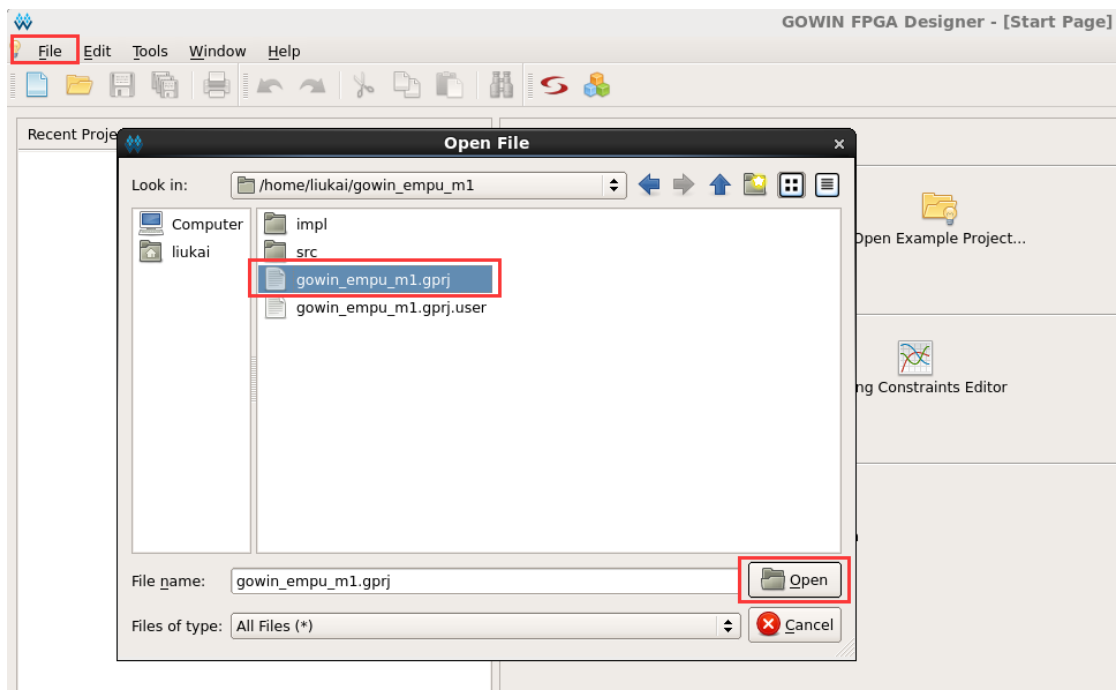 GOWIN FPGA Designer - [Start Page]
File Edit Tools Window Help
Recent Proje
Open File
Look in: /home/liukai/gowin_empu_m1
Computer
liukai
impl
src
gowin_empu_m1.gprj
gowin_empu_m1.gprj.user
Open Example Project...
ng Constraints Editor
File name: gowin_empu_m1.gprj Open
Files of type: All Files (*) Cancel